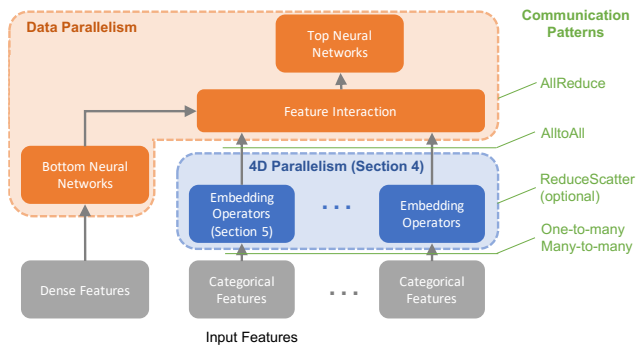 Communication
Patterns
Data Parallelism
Top Neural
Networks
AllReduce
Feature Interaction
AlltoAll
Bottom Neural
Networks
4D Parallelism (Section 4)
ReduceScatter
(optional)
Embedding
Operators
(Section 5)
...
Embedding
Operators
One-to-many
Many-to-many
Dense Features
Categorical
Features
...
Categorical
Features
Input Features